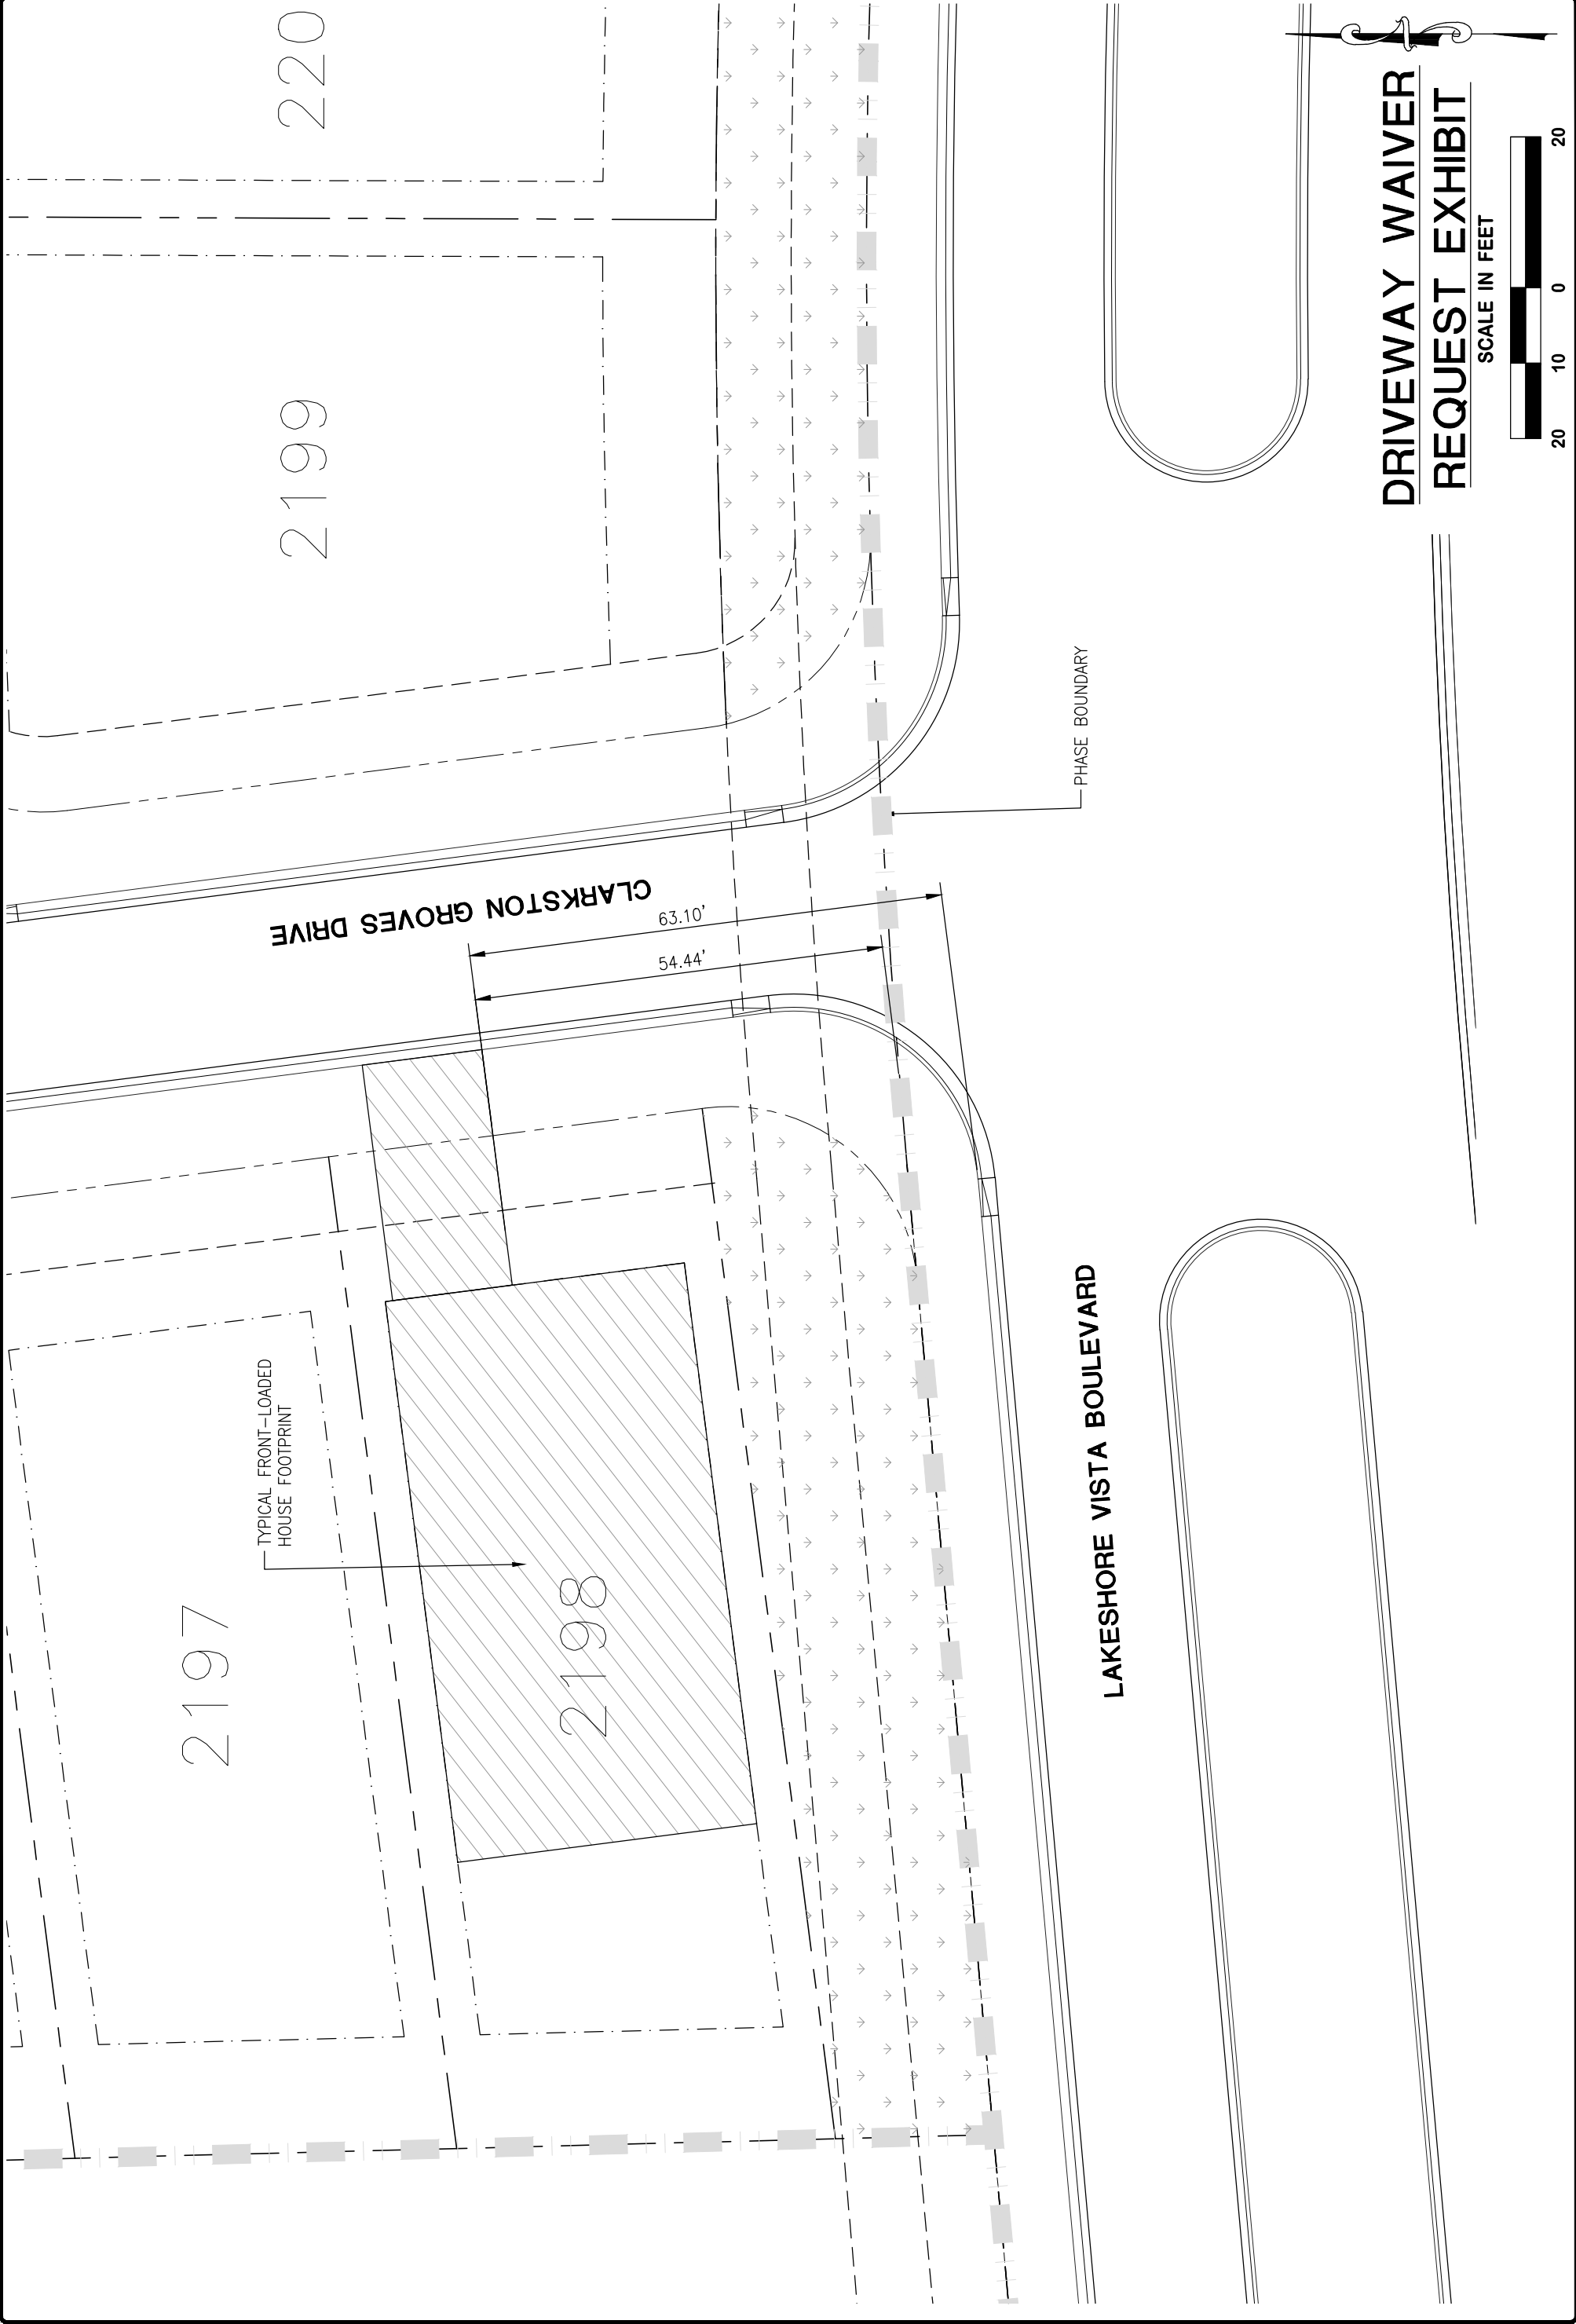 220
2199
2197
2198
TYPICAL FRONT-LOADED
HOUSE FOOTPRINT
CLARKSTON GROVES DRIVE
63.10'
54.44'
PHASE BOUNDARY
LAKESHORE VISTA BOULEVARD
DRIVEWAY WAIVER
REQUEST EXHIBIT
SCALE IN FEET
20 10 0 20
N